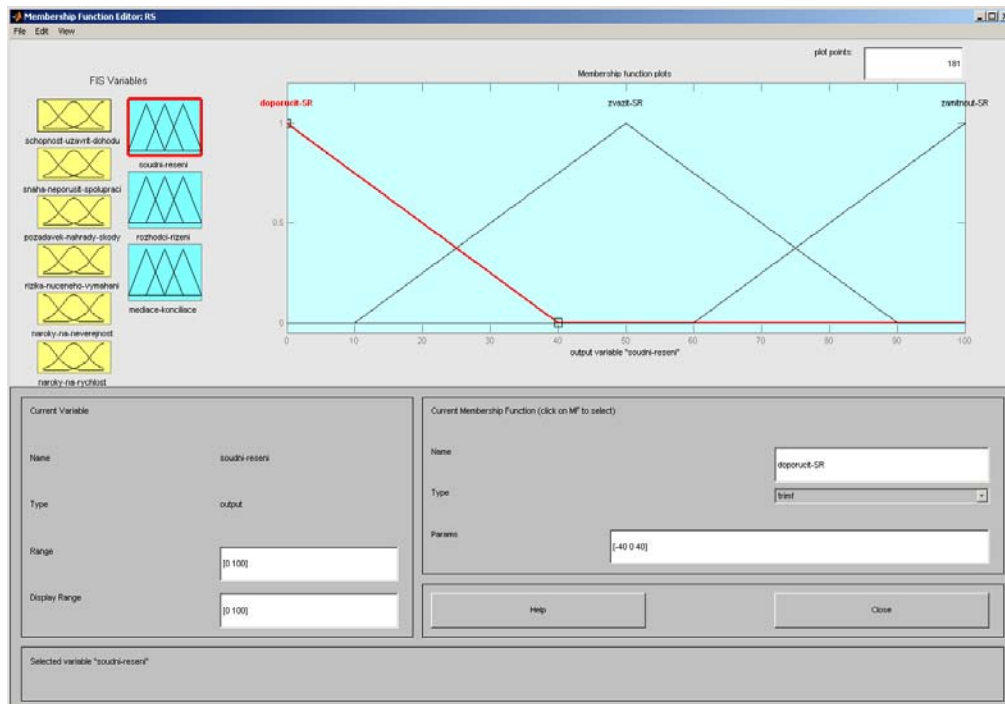 Membership Function Editor: RS
File Edit View
plot points:
181
FIS Variables
Membership function plots
schopnost-uzavrit-dohodu
snaha-neporusit-spolupraci
pozadavek-nahrady-skody
rizika-nuceneho-vymahani
naroky-na-neverejnost
naroky-na-rychlost
soudni-reseni
rozhodci-rizeni
mediace-konciliace
doporucit-SR
zvazit-SR
zamitnout-SR
1
0.5
0
0 10 20 30 40 50 60 70 80 90 100
output variable "soudni-reseni"
Current Variable
Name soudni-reseni
Type output
Range [0 100]
Display Range [0 100]
Current Membership Function (click on MF to select)
Name doporucit-SR
Type trimf
Params [-40 0 40]
Help Close
Selected variable "soudni-reseni"